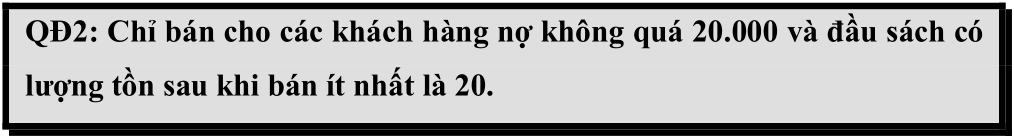 QĐ2: Chỉ bán cho các khách hàng nợ không quá 20.000 và đầu sách có
lượng tồn sau khi bán ít nhất là 20.